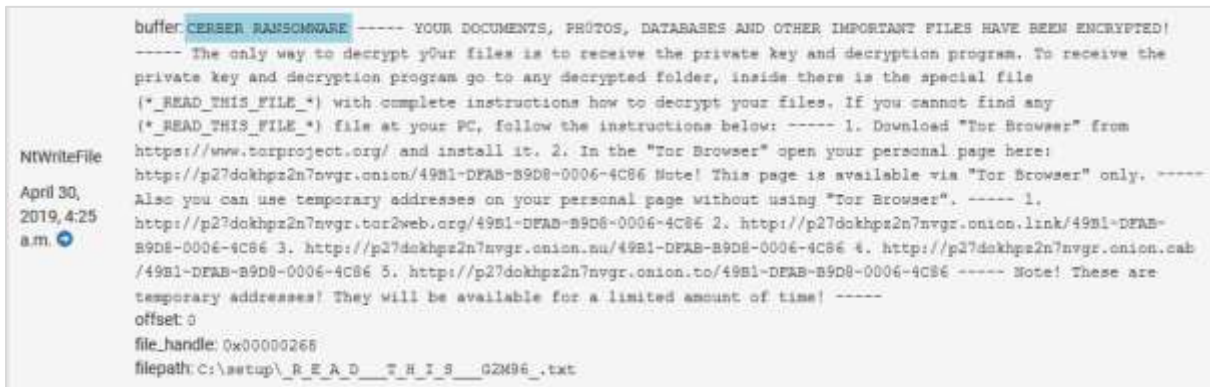 buffer: CERBER RANSOMWARE ----- YOUR DOCUMENTS, PH0TOS, DATABASES AND OTHER IMPORTANT FILES HAVE BEEN ENCRYPTED!
----- The only way to decrypt y0ur files is to receive the private key and decryption program. To receive the
private key and decryption program go to any decrypted folder, inside there is the special file
(*_READ_THIS_FILE_*) with complete instructions how to decrypt your files. If you cannot find any
(*_READ_THIS_FILE_*) file at your PC, follow the instructions below: ----- 1. Download "Tor Browser" from
https://www.torproject.org/ and install it. 2. In the "Tor Browser" open your personal page here:
http://p27dokhpz2n7nvgr.onion/49B1-DFAB-B9D8-0006-4C86 Note! This page is available via "Tor Browser" only. -----
Also you can use temporary addresses on your personal page without using "Tor Browser". ----- 1.
http://p27dokhpz2n7nvgr.tor2web.org/49B1-DFAB-B9D8-0006-4C86 2. http://p27dokhpz2n7nvgr.onion.link/49B1-DFAB-
B9D8-0006-4C86 3. http://p27dokhpz2n7nvgr.onion.nu/49B1-DFAB-B9D8-0006-4C86 4. http://p27dokhpz2n7nvgr.onion.cab
/49B1-DFAB-B9D8-0006-4C86 5. http://p27dokhpz2n7nvgr.onion.to/49B1-DFAB-B9D8-0006-4C86 ----- Note! These are
temporary addresses! They will be available for a limited amount of time! -----
offset: 0
file_handle: 0x00000268
filepath: C:\setup\_R_E_A_D___T_H_I_S___G2M96_.txt
NtWriteFile
April 30,
2019, 4:25
a.m.